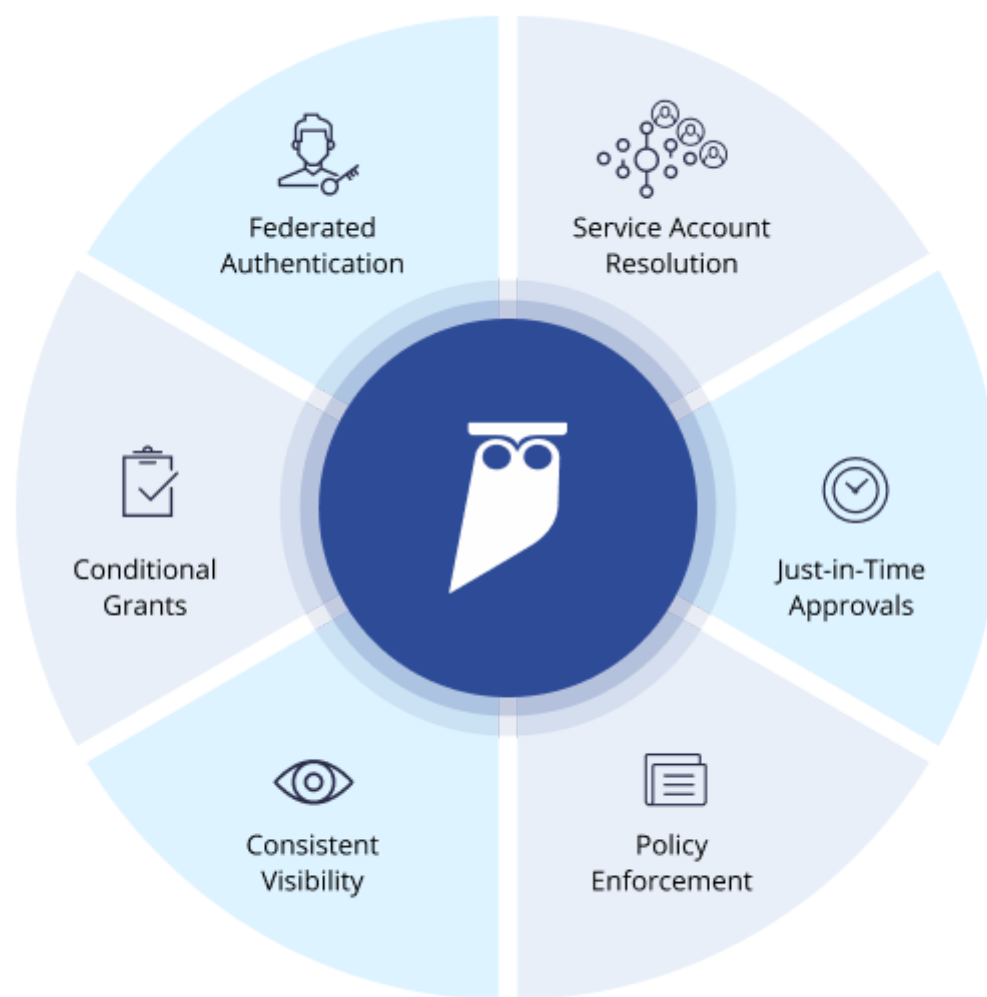 Federated
Authentication
Service Account
Resolution
Conditional
Grants
Just-in-Time
Approvals
Consistent
Visibility
Policy
Enforcement